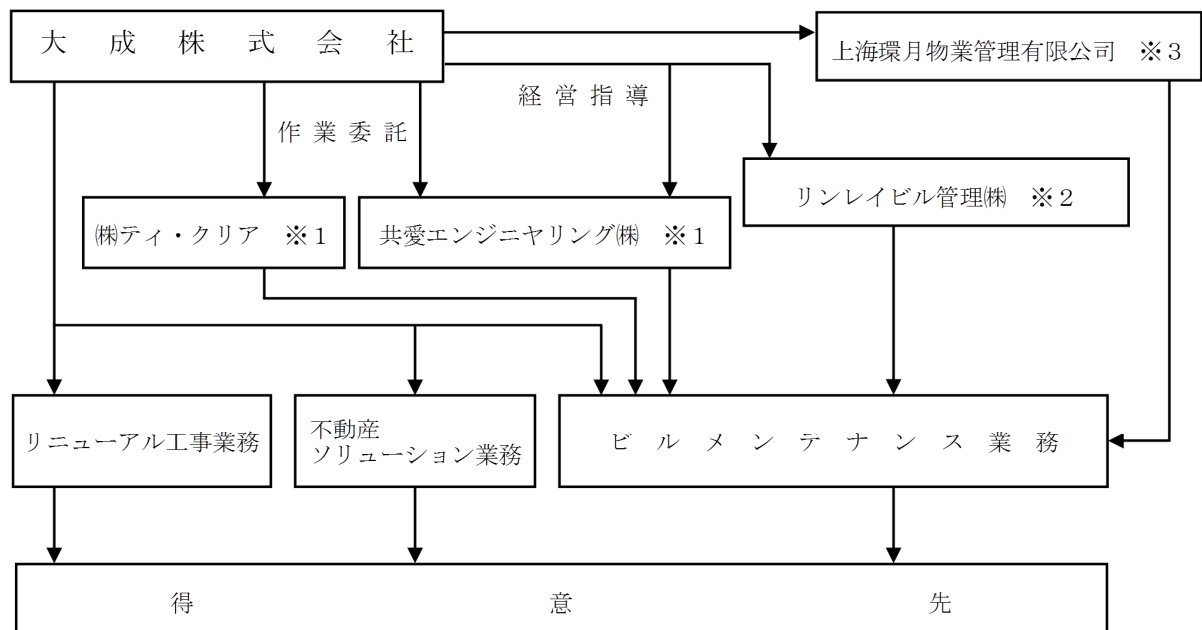 大成株式会社
上海環月物業管理有限公司 ※3
経営指導
作業委託
リンレイビル管理㈱ ※2
㈱ティ・クリア ※1
共愛エンジニヤリング㈱ ※1
リニューアル工事業務
不動産
ソリューション業務
ビルメンテナンス業務
得意先